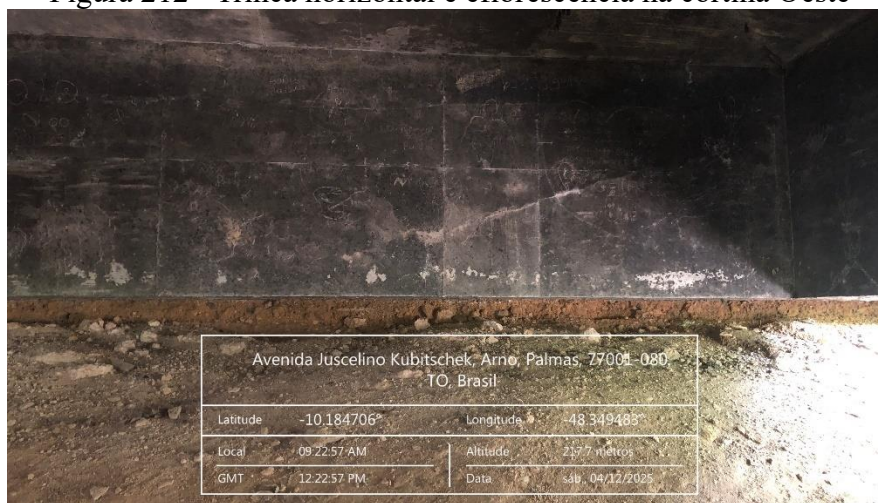 Figura 212 - Trinca horizontal e eflorescência na cortina Oeste
Avenida Juscelino Kubitschek, Arno, Palmas, 77001-080,
TO, Brasil
Latitude -10.184706° Longitude -48.349483°
Local 09:22:57 AM Altitude 217.7 metros
GMT 12:22:57 PM Data sáb., 04/12/2025